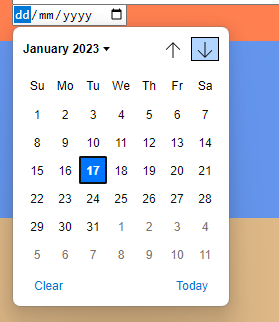 dd/mm/yyyy
January 2023
Su Mo Tu We Th Fr Sa
1 2 3 4 5 6 7
8 9 10 11 12 13 14
15 16 17 18 19 20 21
22 23 24 25 26 27 28
29 30 31 1 2 3 4
5 6 7 8 9 10 11
Clear Today